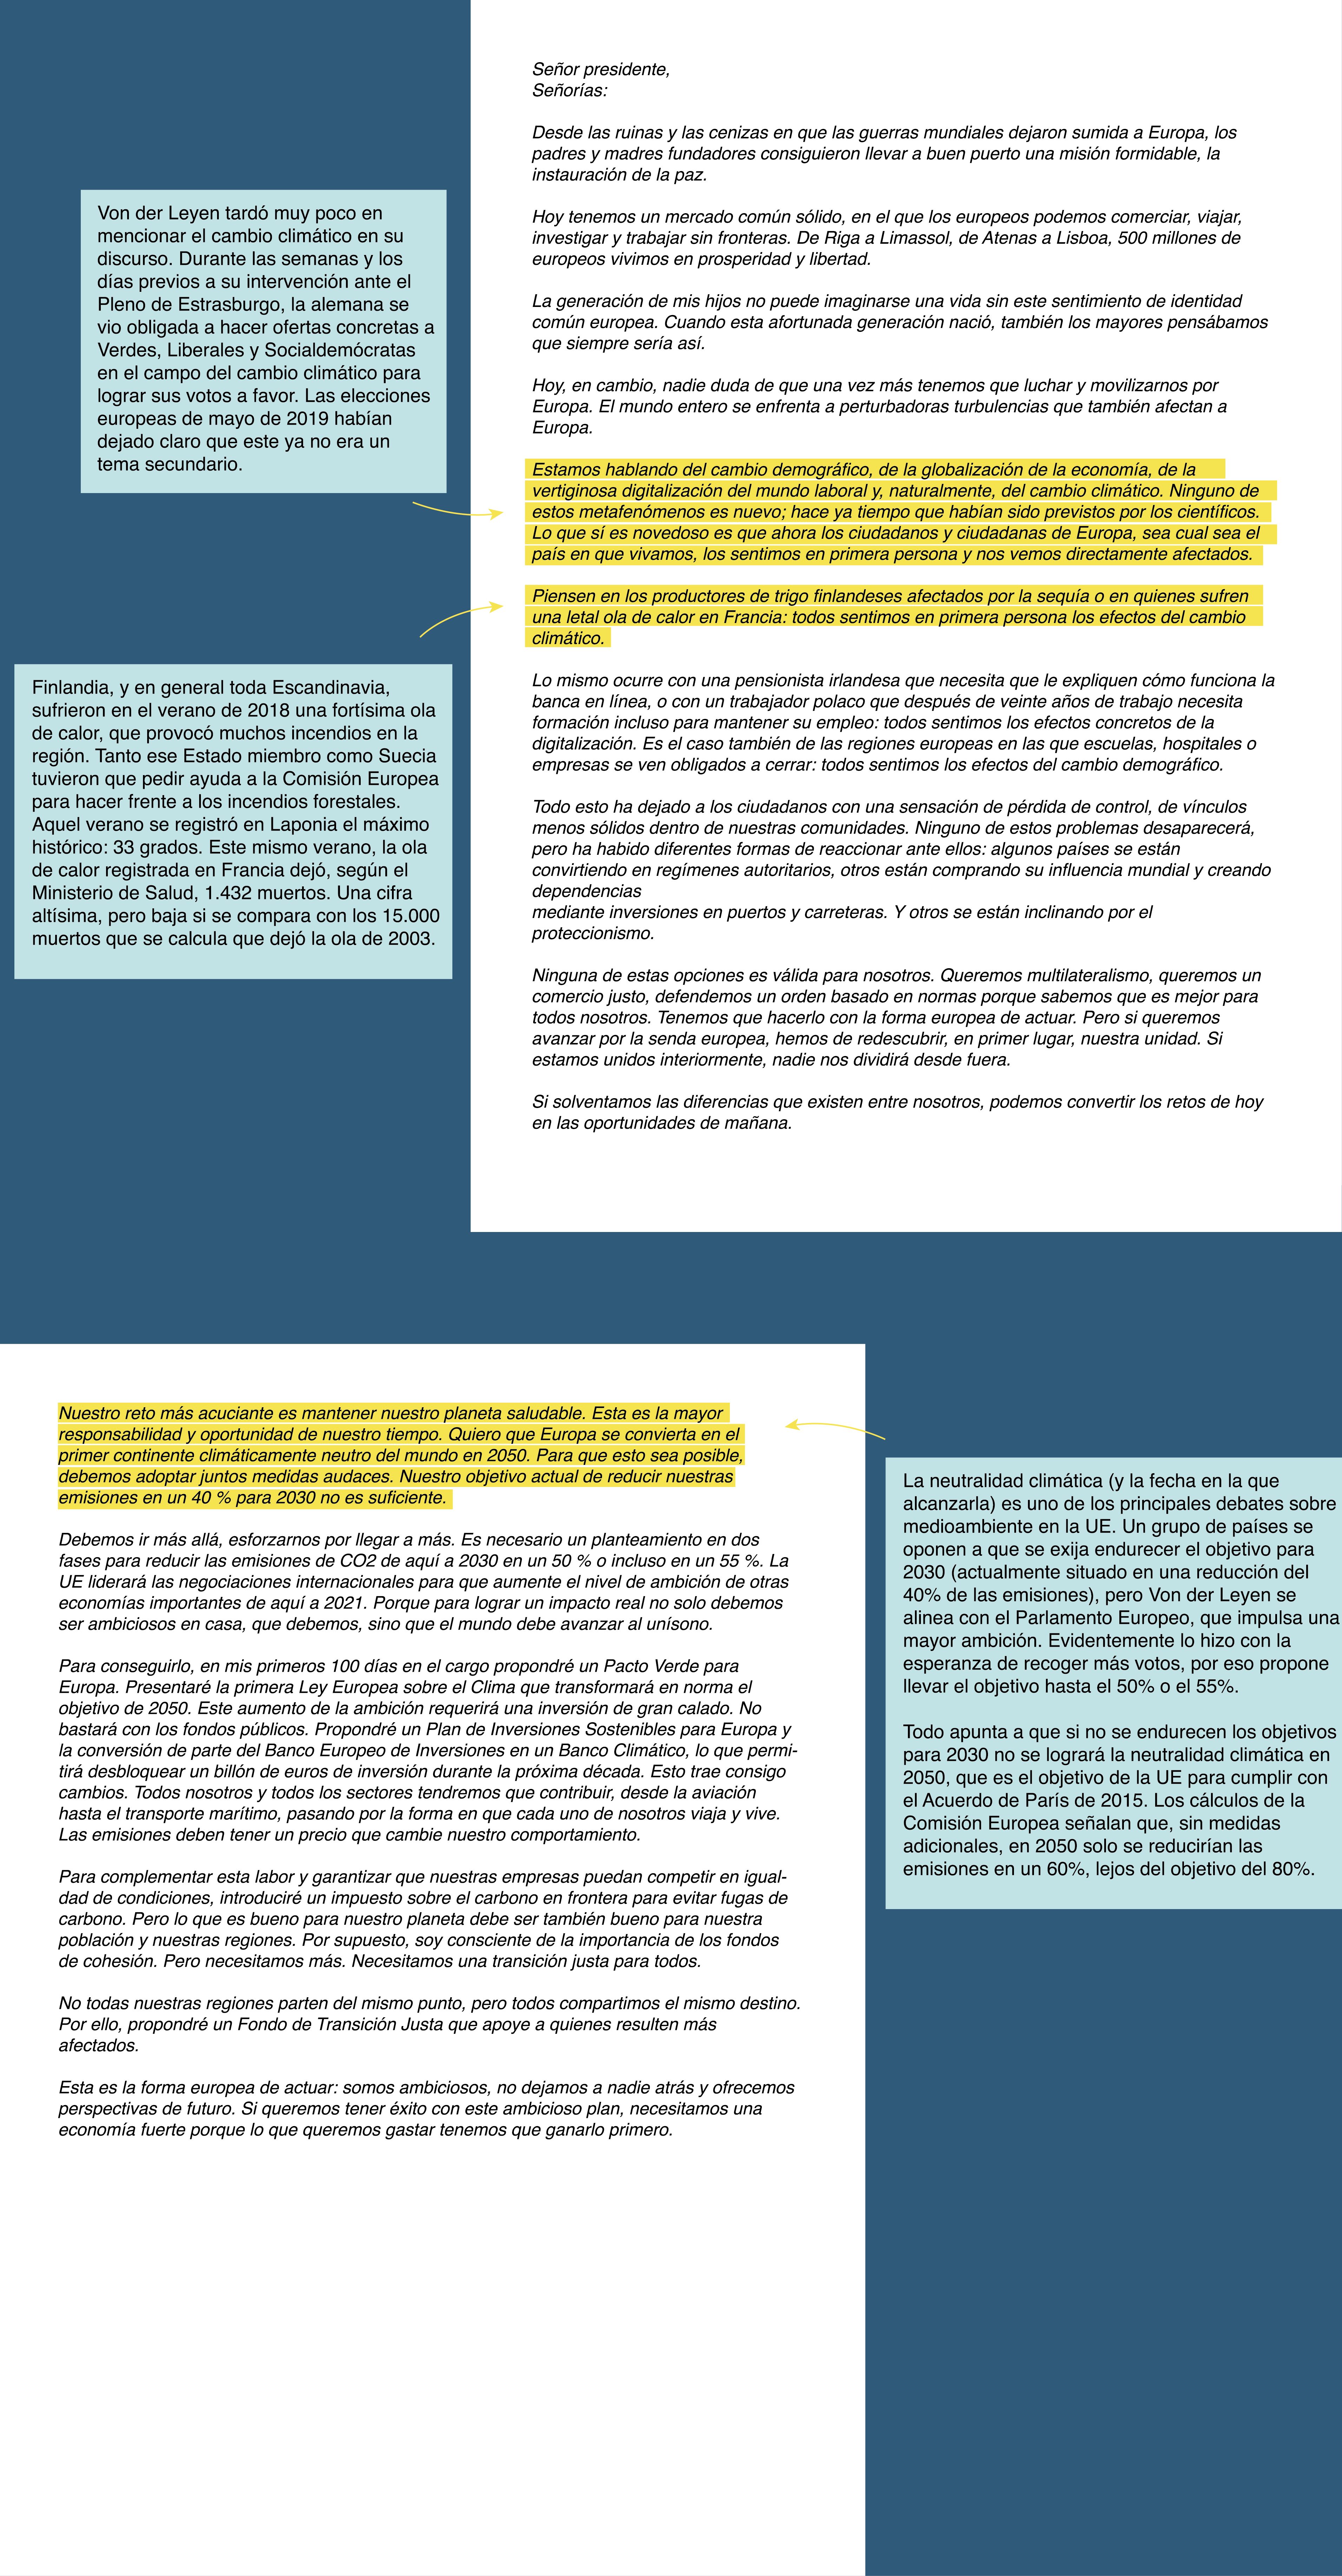 Señor presidente,
Señorías:
Desde las ruinas y las cenizas en que las guerras mundiales dejaron sumida a Europa, los
padres y madres fundadores consiguieron llevar a buen puerto una misión formidable, la
instauración de la paz.
Hoy tenemos un mercado común sólido, en el que los europeos podemos comerciar, viajar,
investigar y trabajar sin fronteras. De Riga a Limassol, de Atenas a Lisboa, 500 millones de
europeos vivimos en prosperidad y libertad.
La generación de mis hijos no puede imaginarse una vida sin este sentimiento de identidad
común europea. Cuando esta afortunada generación nació, también los mayores pensábamos
que siempre sería así.
Hoy, en cambio, nadie duda de que una vez más tenemos que luchar y movilizarnos por
Europa. El mundo entero se enfrenta a perturbadoras turbulencias que también afectan a
Europa.
Von der Leyen tardó muy poco en
mencionar el cambio climático en su
discurso. Durante las semanas y los
días previos a su intervención ante el
Pleno de Estrasburgo, la alemana se
vio obligada a hacer ofertas concretas a
Verdes, Liberales y Socialdemócratas
en el campo del cambio climático para
lograr sus votos a favor. Las elecciones
europeas de mayo de 2019 habían
dejado claro que este ya no era un
tema secundario.
Estamos hablando del cambio demográfico, de la globalización de la economía, de la
vertiginosa digitalización del mundo laboral y, naturalmente, del cambio climático. Ninguno de
estos metafenómenos es nuevo; hace ya tiempo que habían sido previstos por los científicos.
Lo que sí es novedoso es que ahora los ciudadanos y ciudadanas de Europa, sea cual sea el
país en que vivamos, los sentimos en primera persona y nos vemos directamente afectados.
Piensen en los productores de trigo finlandeses afectados por la sequía o en quienes sufren
una letal ola de calor en Francia: todos sentimos en primera persona los efectos del cambio
climático.
Finlandia, y en general toda Escandinavia,
sufrieron en el verano de 2018 una fortísima ola
de calor, que provocó muchos incendios en la
región. Tanto ese Estado miembro como Suecia
tuvieron que pedir ayuda a la Comisión Europea
para hacer frente a los incendios forestales.
Aquel verano se registró en Laponia el máximo
histórico: 33 grados. Este mismo verano, la ola
de calor registrada en Francia dejó, según el
Ministerio de Salud, 1.432 muertos. Una cifra
altísima, pero baja si se compara con los 15.000
muertos que se calcula que dejó la ola de 2003.
Lo mismo ocurre con una pensionista irlandesa que necesita que le expliquen cómo funciona la
banca en línea, o con un trabajador polaco que después de veinte años de trabajo necesita
formación incluso para mantener su empleo: todos sentimos los efectos concretos de la
digitalización. Es el caso también de las regiones europeas en las que escuelas, hospitales o
empresas se ven obligados a cerrar: todos sentimos los efectos del cambio demográfico.
Todo esto ha dejado a los ciudadanos con una sensación de pérdida de control, de vínculos
menos sólidos dentro de nuestras comunidades. Ninguno de estos problemas desaparecerá,
pero ha habido diferentes formas de reaccionar ante ellos: algunos países se están
convirtiendo en regímenes autoritarios, otros están comprando su influencia mundial y creando
dependencias
mediante inversiones en puertos y carreteras. Y otros se están inclinando por el
proteccionismo.
Ninguna de estas opciones es válida para nosotros. Queremos multilateralismo, queremos un
comercio justo, defendemos un orden basado en normas porque sabemos que es mejor para
todos nosotros. Tenemos que hacerlo con la forma europea de actuar. Pero si queremos
avanzar por la senda europea, hemos de redescubrir, en primer lugar, nuestra unidad. Si
estamos unidos interiormente, nadie nos dividirá desde fuera.
Si solventamos las diferencias que existen entre nosotros, podemos convertir los retos de hoy
en las oportunidades de mañana.
Nuestro reto más acuciante es mantener nuestro planeta saludable. Esta es la mayor
responsabilidad y oportunidad de nuestro tiempo. Quiero que Europa se convierta en el
primer continente climáticamente neutro del mundo en 2050. Para que esto sea posible,
debemos adoptar juntos medidas audaces. Nuestro objetivo actual de reducir nuestras
emisiones en un 40 % para 2030 no es suficiente.
La neutralidad climática (y la fecha en la que
alcanzarla) es uno de los principales debates sobre
medioambiente en la UE. Un grupo de países se
oponen a que se exija endurecer el objetivo para
2030 (actualmente situado en una reducción del
40% de las emisiones), pero Von der Leyen se
alinea con el Parlamento Europeo, que impulsa una
mayor ambición. Evidentemente lo hizo con la
esperanza de recoger más votos, por eso propone
llevar el objetivo hasta el 50% o el 55%.
Todo apunta a que si no se endurecen los objetivos
para 2030 no se logrará la neutralidad climática en
2050, que es el objetivo de la UE para cumplir con
el Acuerdo de París de 2015. Los cálculos de la
Comisión Europea señalan que, sin medidas
adicionales, en 2050 solo se reducirían las
emisiones en un 60%, lejos del objetivo del 80%.
Debemos ir más allá, esforzarnos por llegar a más. Es necesario un planteamiento en dos
fases para reducir las emisiones de CO2 de aquí a 2030 en un 50 % o incluso en un 55 %. La
UE liderará las negociaciones internacionales para que aumente el nivel de ambición de otras
economías importantes de aquí a 2021. Porque para lograr un impacto real no solo debemos
ser ambiciosos en casa, que debemos, sino que el mundo debe avanzar al unísono.
Para conseguirlo, en mis primeros 100 días en el cargo propondré un Pacto Verde para
Europa. Presentaré la primera Ley Europea sobre el Clima que transformará en norma el
objetivo de 2050. Este aumento de la ambición requerirá una inversión de gran calado. No
bastará con los fondos públicos. Propondré un Plan de Inversiones Sostenibles para Europa y
la conversión de parte del Banco Europeo de Inversiones en un Banco Climático, lo que permi-
tirá desbloquear un billón de euros de inversión durante la próxima década. Esto trae consigo
cambios. Todos nosotros y todos los sectores tendremos que contribuir, desde la aviación
hasta el transporte marítimo, pasando por la forma en que cada uno de nosotros viaja y vive.
Las emisiones deben tener un precio que cambie nuestro comportamiento.
Para complementar esta labor y garantizar que nuestras empresas puedan competir en igual-
dad de condiciones, introduciré un impuesto sobre el carbono en frontera para evitar fugas de
carbono. Pero lo que es bueno para nuestro planeta debe ser también bueno para nuestra
población y nuestras regiones. Por supuesto, soy consciente de la importancia de los fondos
de cohesión. Pero necesitamos más. Necesitamos una transición justa para todos.
No todas nuestras regiones parten del mismo punto, pero todos compartimos el mismo destino.
Por ello, propondré un Fondo de Transición Justa que apoye a quienes resulten más
afectados.
Esta es la forma europea de actuar: somos ambiciosos, no dejamos a nadie atrás y ofrecemos
perspectivas de futuro. Si queremos tener éxito con este ambicioso plan, necesitamos una
economía fuerte porque lo que queremos gastar tenemos que ganarlo primero.